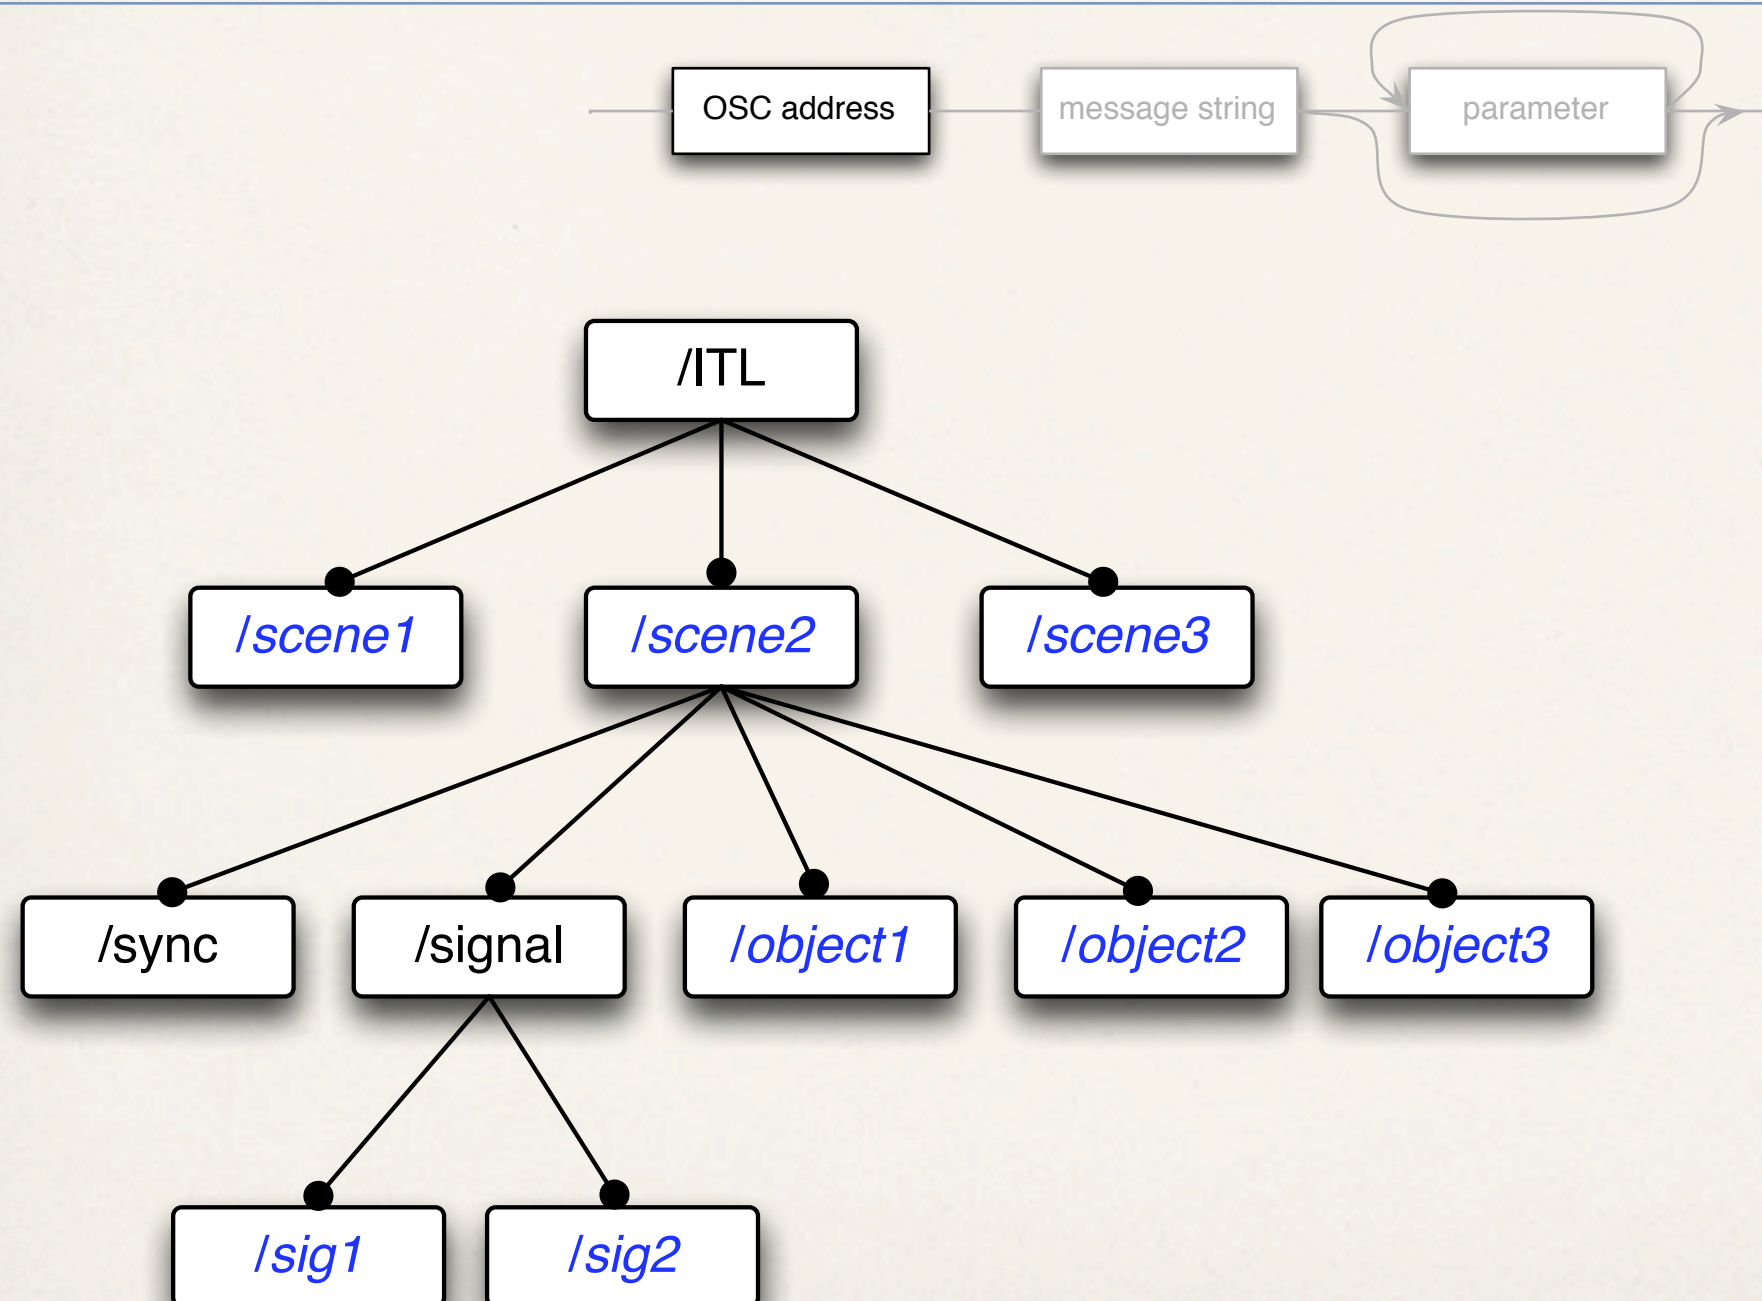 OSC address
message string
parameter
/ITL
/scene1
/scene2
/scene3
/sync
/signal
/object1
/object2
/object3
/sig1
/sig2